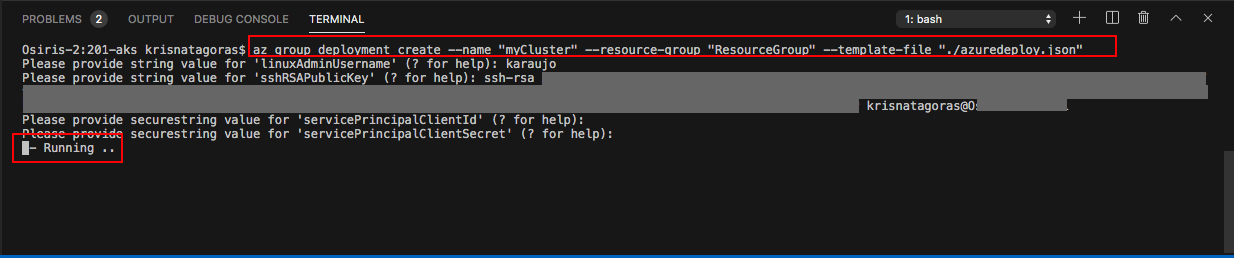 PROBLEMS 2 OUTPUT DEBUG CONSOLE TERMINAL 1: bash
Osiris-2:201-aks krisnatagoras$ az group deployment create --name "myCluster" --resource-group "ResourceGroup" --template-file "./azuredeploy.json"
Please provide string value for 'linuxAdminUsername' (? for help): karaujo
Please provide string value for 'sshRSAPublicKey' (? for help): ssh-rsa
krisnatagoras@Os
Please provide securestring value for 'servicePrincipalClientId' (? for help):
Please provide securestring value for 'servicePrincipalClientSecret' (? for help):
- Running ..